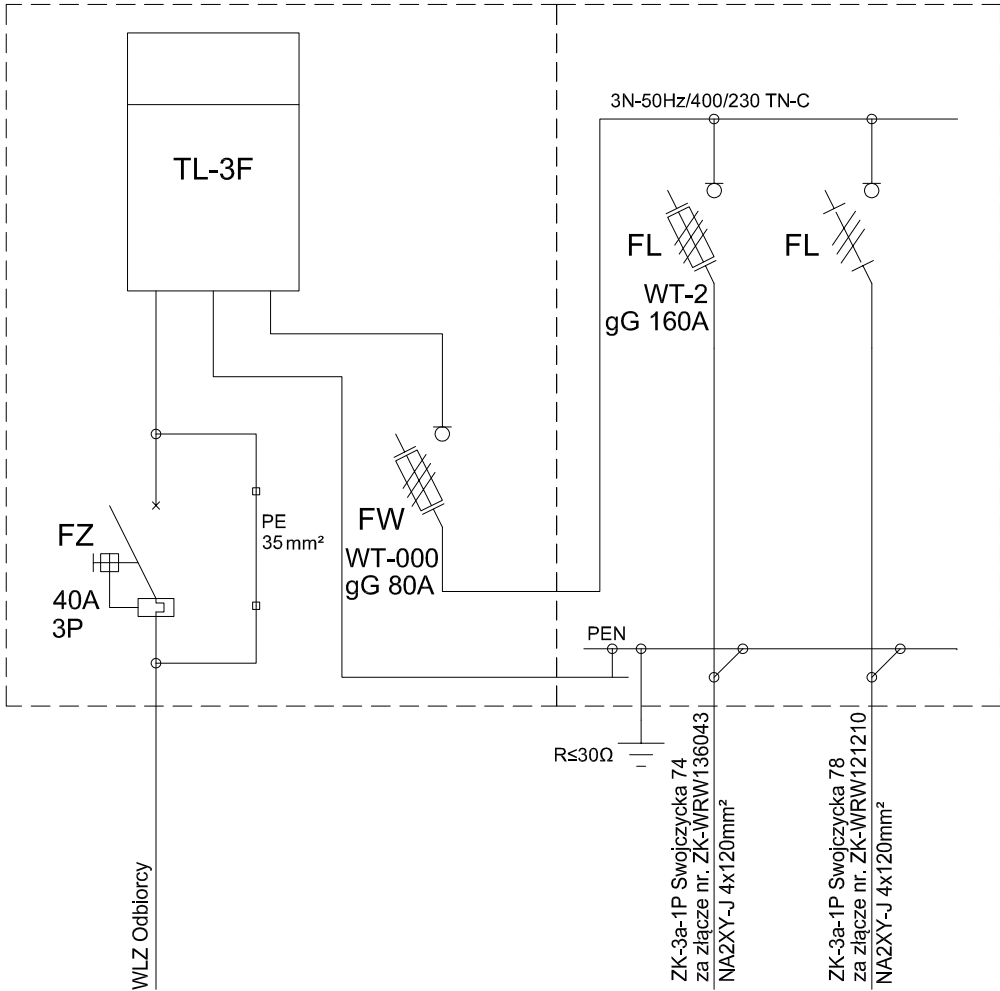 3N-50Hz/400/230 TN-C
TL-3F
FL
WT-2
gG 160A
FL
FZ
40A
3P
PE
35 mm²
FW
WT-000
gG 80A
PEN
R≤30Ω
WLZ Odbiorcy
ZK-3a-1P Swojczycka 74
za złącze nr. ZK-WRW136043
NA2XY-J 4x120mm²
ZK-3a-1P Swojczycka 78
za złącze nr. ZK-WRW121210
NA2XY-J 4x120mm²